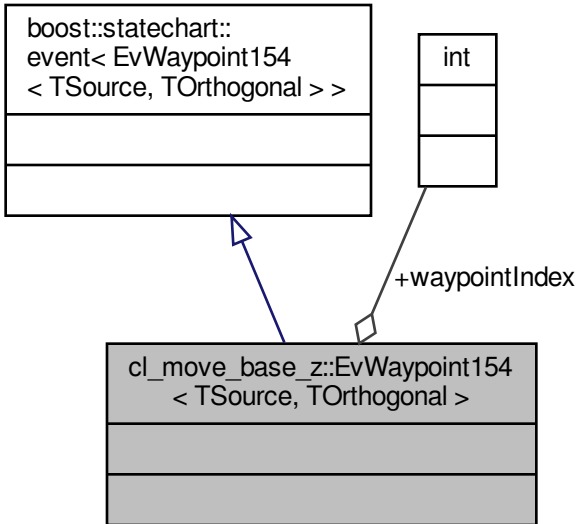 boost::statechart::
event< EvWaypoint154
< TSource, TOrthogonal > >
int
+waypointIndex
cl_move_base_z::EvWaypoint154
< TSource, TOrthogonal >